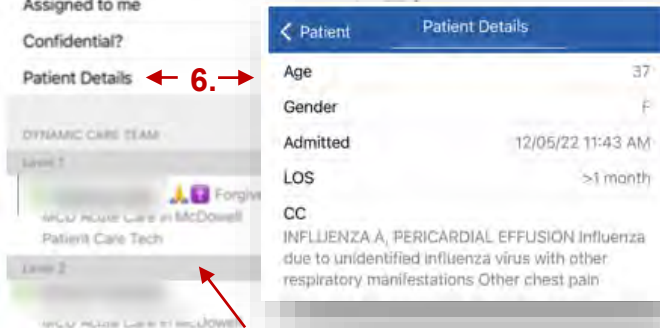 Assigned to me
Confidential?
Patient Details
6.
DYNAMIC CARE TEAM
Level 1
🙏 ✝️ Forgive
MCD Acute Care in McDowell
Patient Care Tech
Level 2
MCD Acute Care in McDowell
Patient
Patient Details
Age 37
Gender F
Admitted 12/05/22 11:43 AM
LOS >1 month
CC
INFLUENZA A, PERICARDIAL EFFUSION Influenza
due to unidentified influenza virus with other
respiratory manifestations Other chest pain